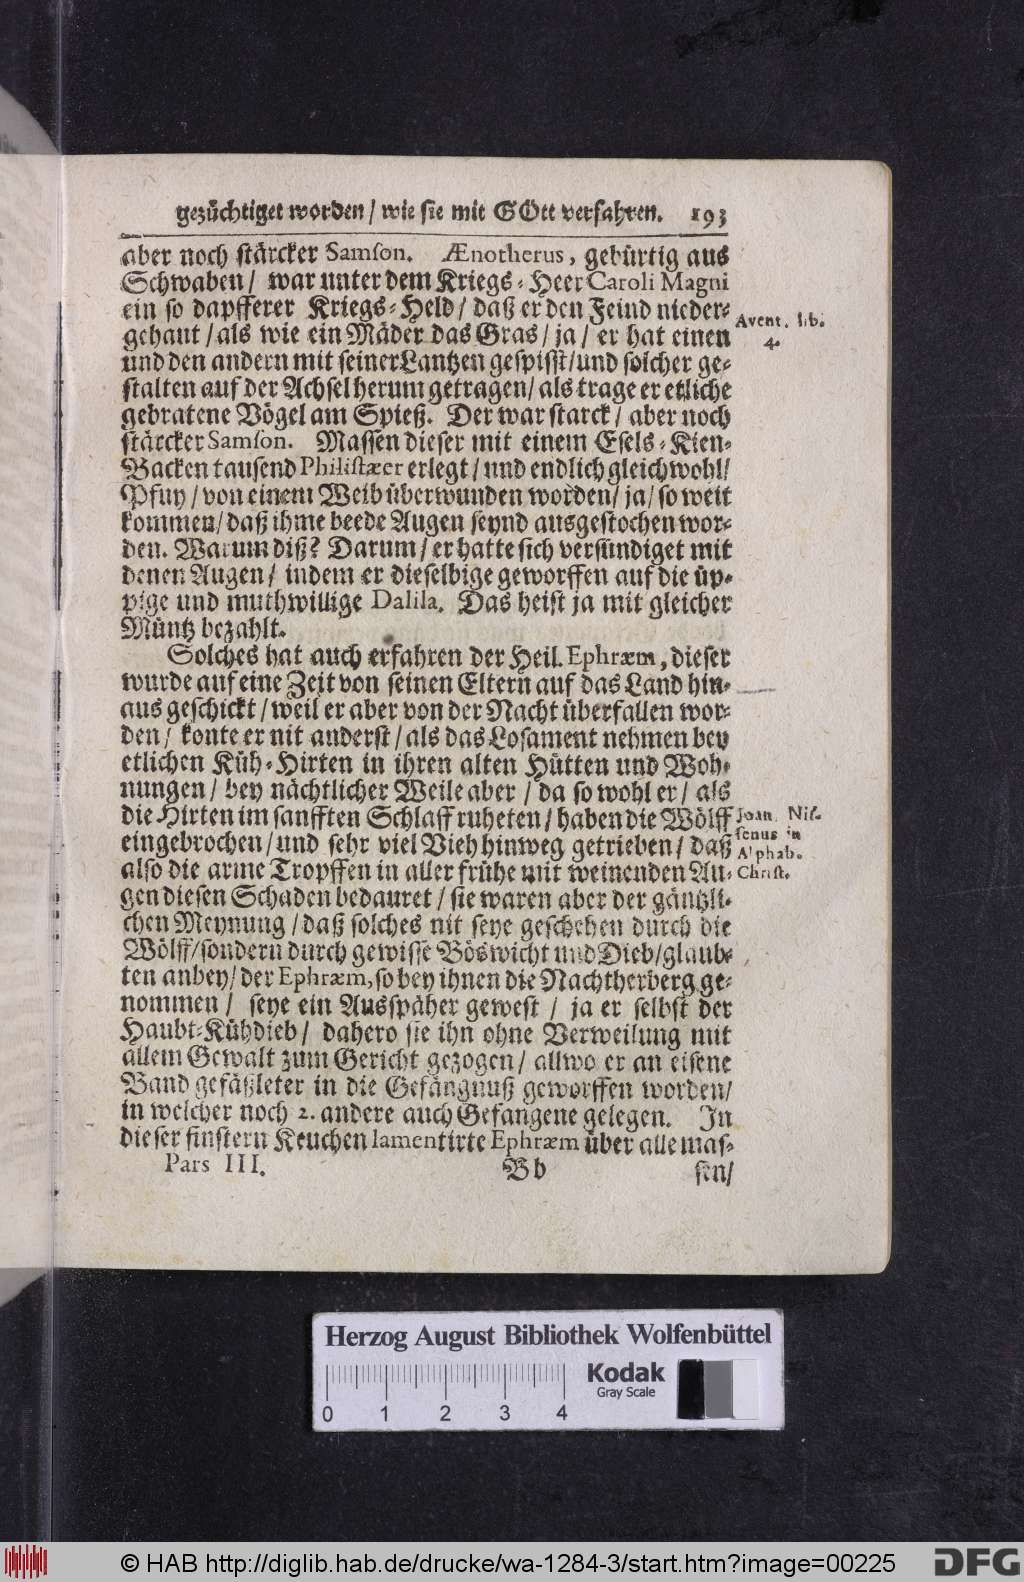 gezüchtiget worden / wie sie mit GOtt verfahren. 193
aber noch stärcker Samson. Ænotherus, gebürtig aus
Schwaben / war unter dem Kriegs-Heer Caroli Magni
ein so dapfferer Kriegs-Held / daß er den Feind nieder-
gehaut / als wie ein Mäder das Gras / ja / er hat einen
und den andern mit seiner Lantzen gespisst / und solcher ge-
stalten auf der Achsel herum getragen / als trage er etliche
gebratene Vögel am Spieß. Der war starck / aber noch
stärcker Samson. Massen dieser mit einem Esels-Kien-
Backen tausend Philistæer erlegt / und endlich gleichwohl /
Pfuy / von einem Weib überwunden worden / ja / so weit
kommen / daß ihme beede Augen seynd ausgestochen wor-
den. Warum diß? Darum / er hatte sich versündiget mit
denen Augen / indem er dieselbige geworffen auf die üp-
pige und muthwillige Dalila. Das heist ja mit gleicher
Müntz bezahlt.
Solches hat auch erfahren der Heil. Ephræm, dieser
wurde auf eine Zeit von seinen Eltern auf das Land hin-
aus geschickt / weil er aber von der Nacht überfallen wor-
den / konte er nit anderst / als das Losament nehmen bey
etlichen Küh-Hirten in ihren alten Hütten und Woh-
nungen / bey nächtlicher Weile aber / da so wohl er / als
die Hirten im sanfften Schlaff ruheten / haben die Wölff
eingebrochen / und sehr viel Vieh hinweg getrieben / daß
also die arme Tropffen in aller frühe mit weinenden Au-
gen diesen Schaden bedauret / sie waren aber der gäntzli-
chen Meynung / daß solches nit seye geschehen durch die
Wölff / sondern durch gewisse Böswicht und Dieb / glaub-
ten anbey / der Ephræm, so bey ihnen die Nachtherberg ge-
nommen / seye ein Ausspäher gewest / ja er selbst der
Haubt-Kühdieb / dahero sie ihn ohne Verweilung mit
allem Gewalt zum Gericht gezogen / allwo er an eisene
Band gefäßleter in die Gefängnuß geworffen worden /
in welcher noch 2. andere auch Gefangene gelegen. In
dieser finstern Keuchen lamentirte Ephræm über alle mas-
Pars III. Bb sen /
Avent. lib.
4.
Joan. Nis-
senus in
Alphab.
Christ.
Herzog August Bibliothek Wolfenbüttel
Kodak
Gray Scale
0 1 2 3 4
© HAB http://diglib.hab.de/drucke/wa-1284-3/start.htm?image=00225
DFG